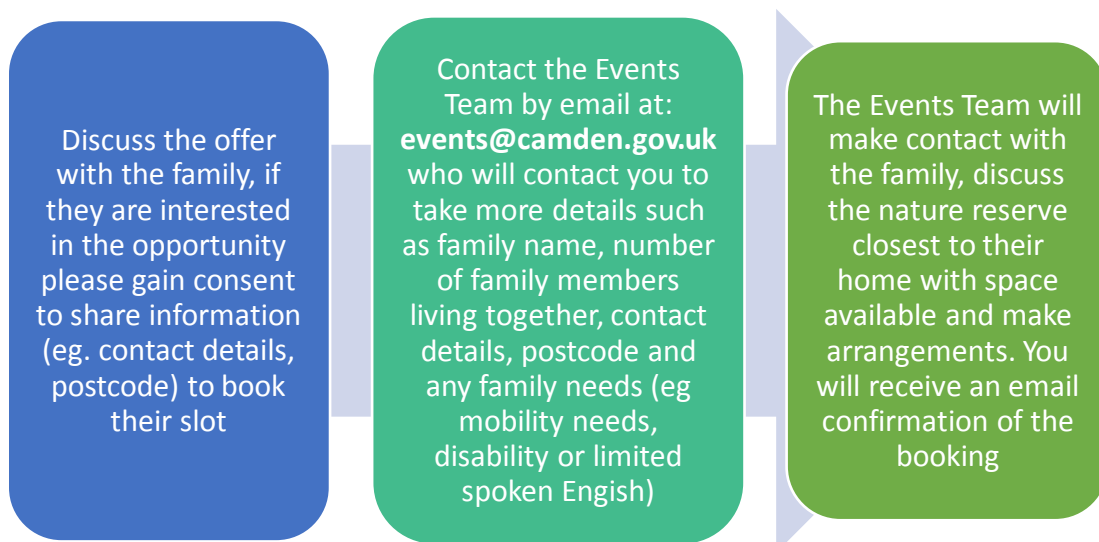 Discuss the offer
with the family, if
they are interested
in the opportunity
please gain consent
to share information
(eg. contact details,
postcode) to book
their slot
Contact the Events
Team by email at:
events@camden.gov.uk
who will contact you to
take more details such
as family name, number
of family members
living together, contact
details, postcode and
any family needs (eg
mobility needs,
disability or limited
spoken Engish)
The Events Team will
make contact with
the family, discuss
the nature reserve
closest to their
home with space
available and make
arrangements. You
will receive an email
confirmation of the
booking